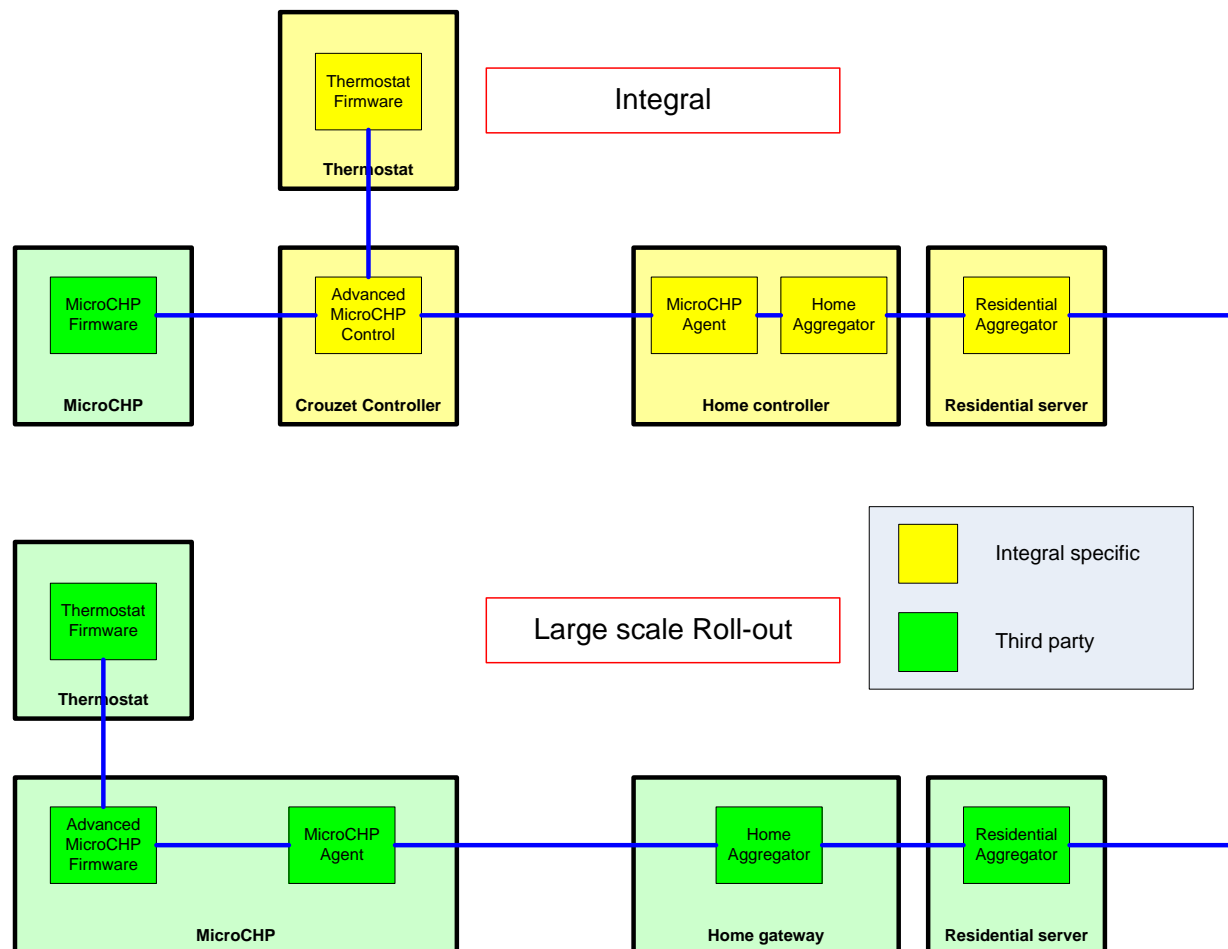 Thermostat
Firmware
Thermostat
Integral
MicroCHP
Firmware
MicroCHP
Advanced
MicroCHP
Control
Crouzet Controller
MicroCHP
Agent
Home
Aggregator
Home controller
Residential
Aggregator
Residential server
Integral specific
Third party
Thermostat
Firmware
Thermostat
Large scale Roll-out
Advanced
MicroCHP
Firmware
MicroCHP
Agent
MicroCHP
Home
Aggregator
Home gateway
Residential
Aggregator
Residential server